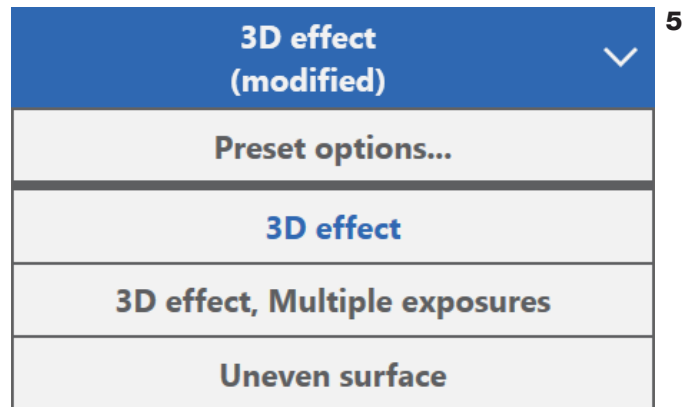 3D effect
(modified)
5
Preset options...
3D effect
3D effect, Multiple exposures
Uneven surface